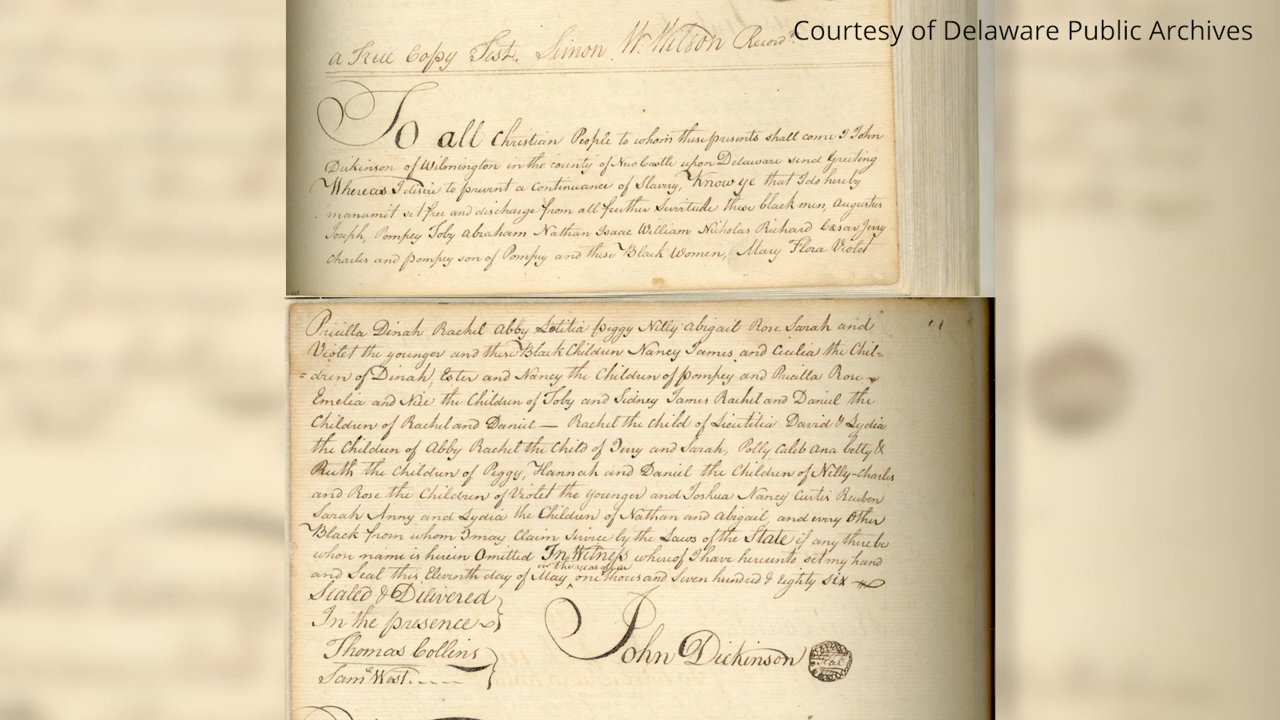 Courtesy of Delaware Public Archives
a True Copy Test. Simon W. Wilson Record.r
To all Christian People to whom these presents shall come I John
Dickinson of Wilmington in the county of New Castle upon Delaware send Greeting
Whereas I desire to prevent a continuance of Slavery, Know ye that I do hereby
manumit set free and discharge from all further Servitude these black men, Augustus
Joseph, Pompey Toby Abraham Nathan Isaac William Nicholas Richard Cesar Jerry
Charles and Pompey son of Pompey and these Black Women, Mary Flora Violet
Pricilla Dinah Rachel Abby Letitia Peggy Nilly Abigail Rose Sarah and
Violet the younger and these Black Children Nancy James and Cecilia the Chil-
=dren of Dinah, Ester and Nancy the Children of Pompey and Pricilla Rose
Emelia and the Children of Toby and Sidney James Rachel and Daniel the
Children of Rachel and Daniel — Rachel the child of David & Lydia
the Children of Abby Rachel the Child of Jerry and Sarah, Polly Caleb Ana betty &
Ruth the Children of Peggy, Hannah and Daniel the Children of Nilly-Charles
and Rose the Children of Violet the younger and Joshua Nancy Curtis Reuben
Sarah Anny and Lydia the Children of Nathan and Abigail, and every Other
Black from whom I may Claim Service by the Laws of the State if any there be
whose name is herein Omitted In Witness whereof I have hereunto set my hand
and Seal this Eleventh day of May in the year of our one thousand Seven hundred & Eighty six
Sealed & Delivered
In the presence
Thomas Collins
Sam.l West
John Dickinson
Seal